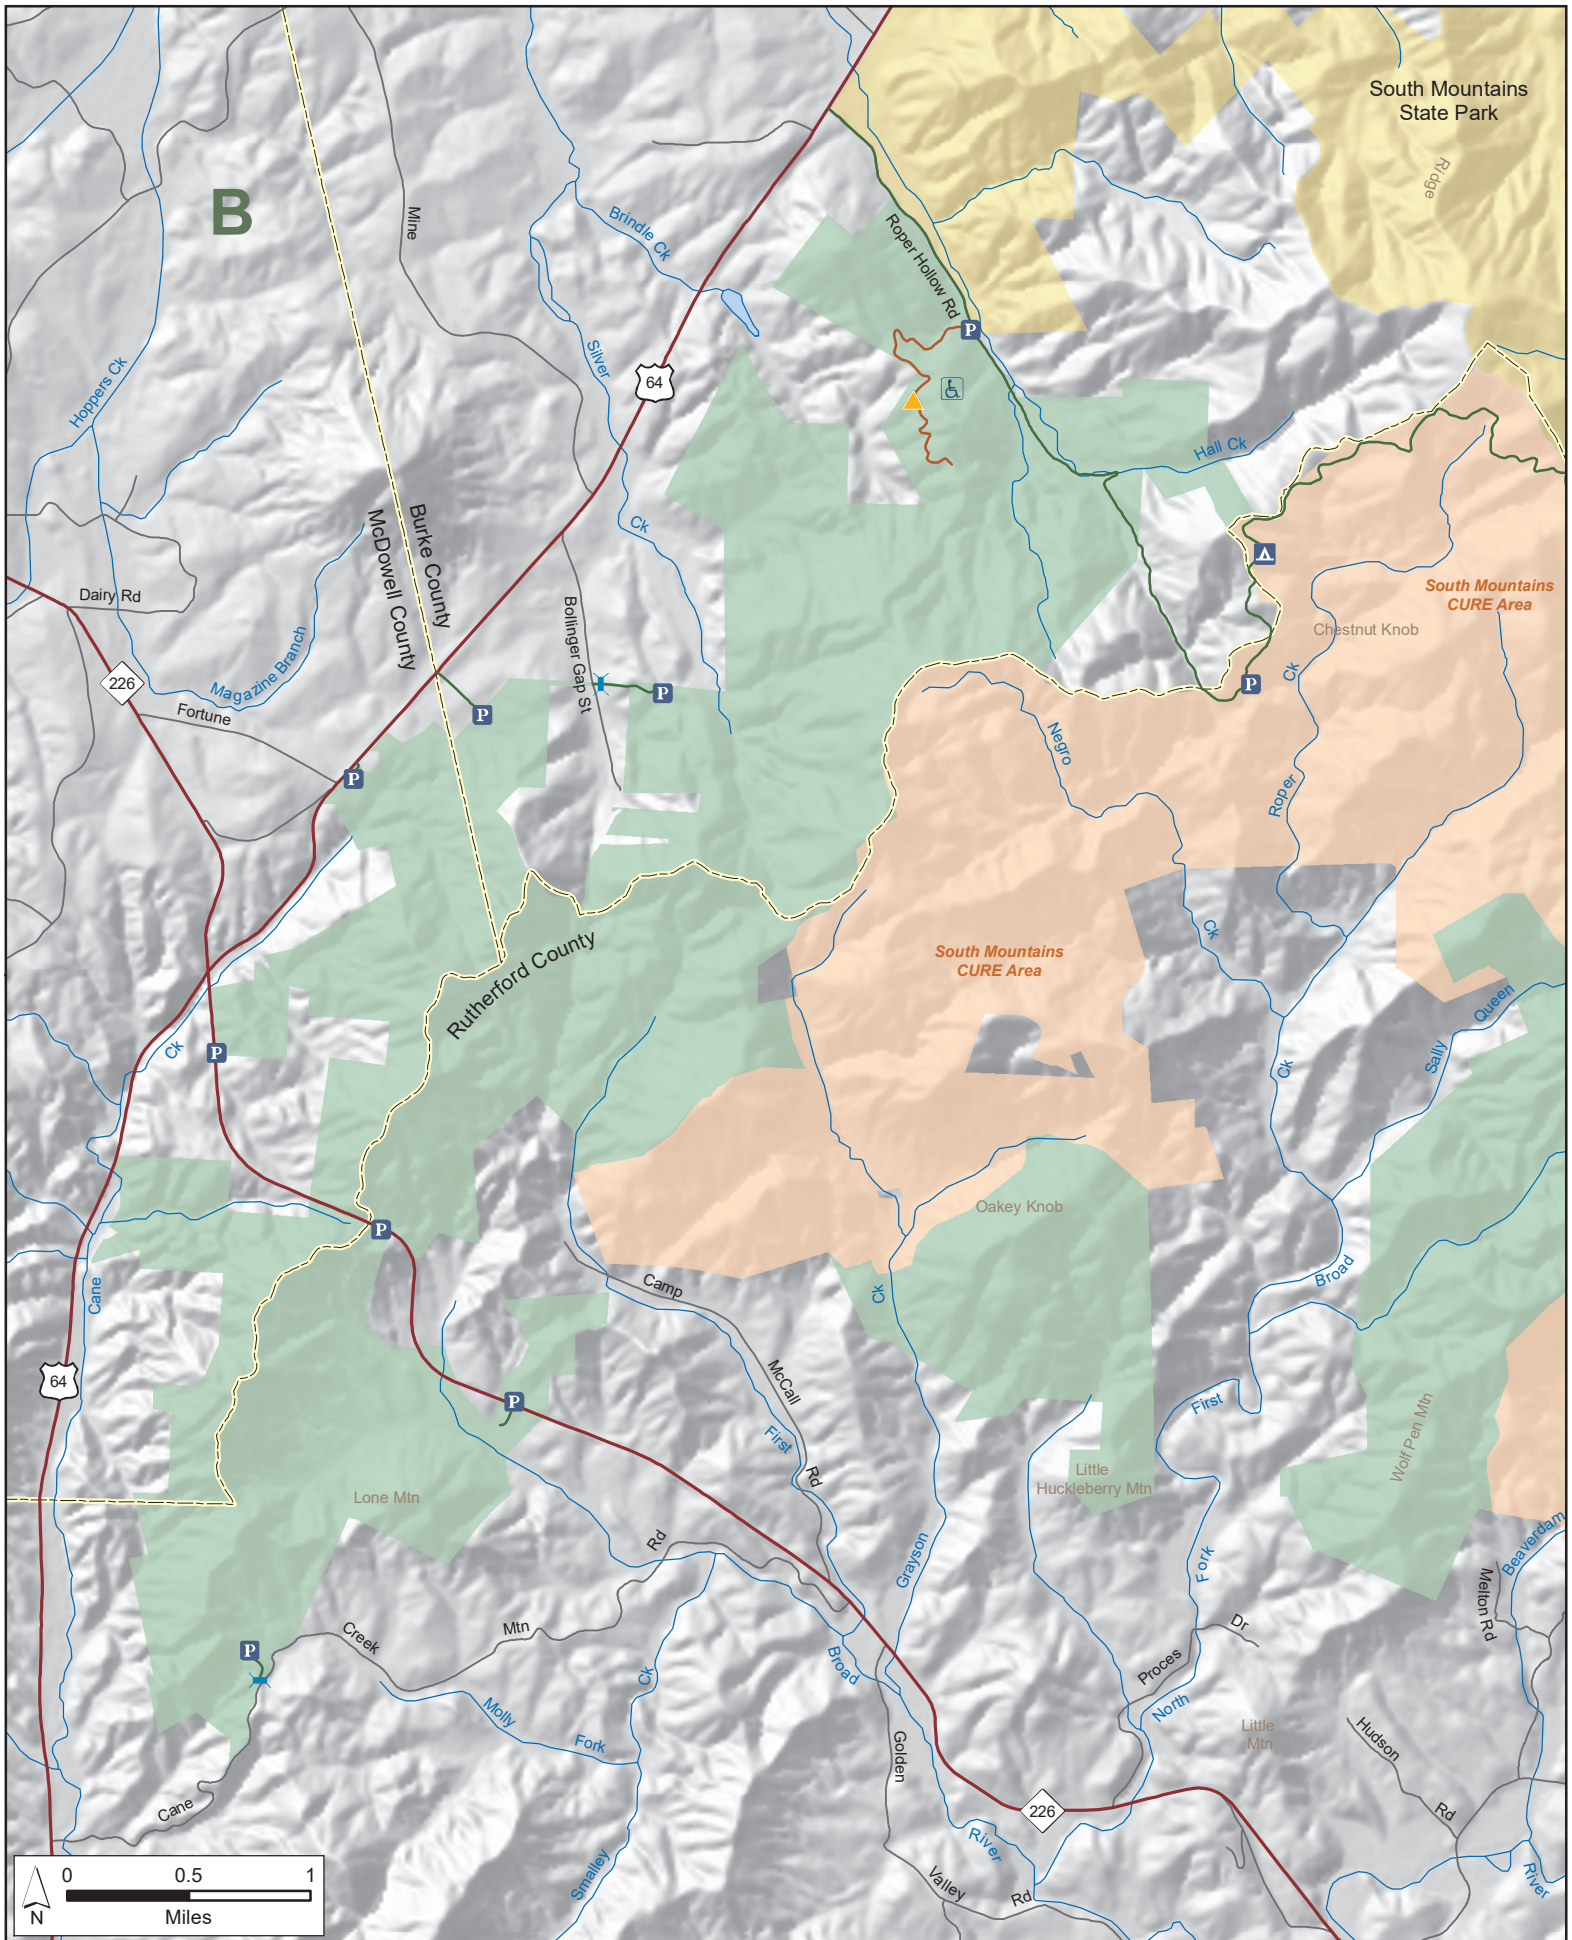 South Mountains
State Park
Ridge
B
Mine
Brindle Ck
Roper Hollow Rd
P
Silver
64
Hoppers Ck
Hall Ck
Ck
Burke County
McDowell County
South Mountains
CURE Area
Chestnut Knob
Dairy Rd
Bollinger Gap St
Magazine Branch
226
Fortune
P
P
P
P
Ck
Negro
Roper
Ck
Rutherford County
South Mountains
CURE Area
Queen
Sally
Ck
P
Ck
Oakey Knob
P
Broad
Cane
Camp
Ck
64
McCall
First
P
First
Wolf Pen Mtn
Rd
Little
Huckleberry Mtn
Lone Mtn
Rd
Grayson
Fork
Beaverdam
Melton Rd
Creek
Mtn
Dr
P
Proces
Broad
Ck
Molly
Fork
North
Little
Mtn
Hudson
Golden
Cane
226
Rd
River
Smalley
Valley
Rd
River
0 0.5 1
Miles
N